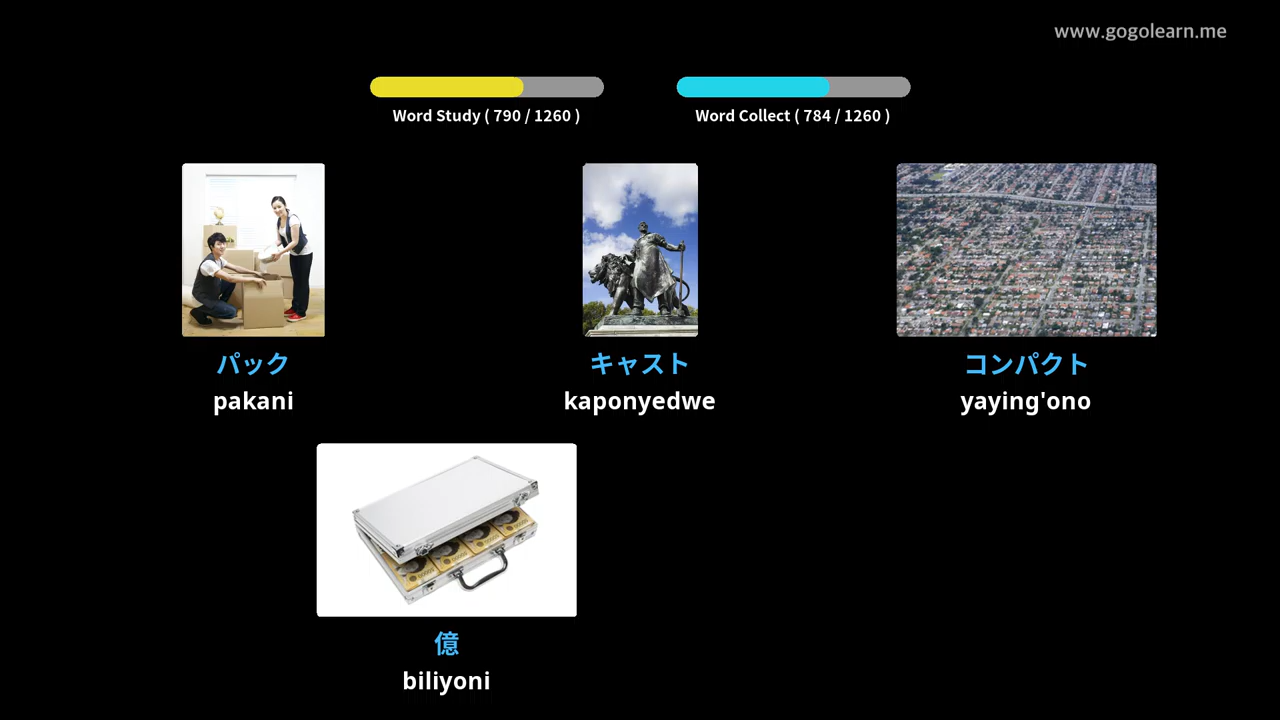 www.gogolearn.me
Word Study ( 790 / 1260 )
Word Collect ( 784 / 1260 )
パック
pakani
キャスト
kaponyedwe
コンパクト
yaying'ono
億
biliyoni